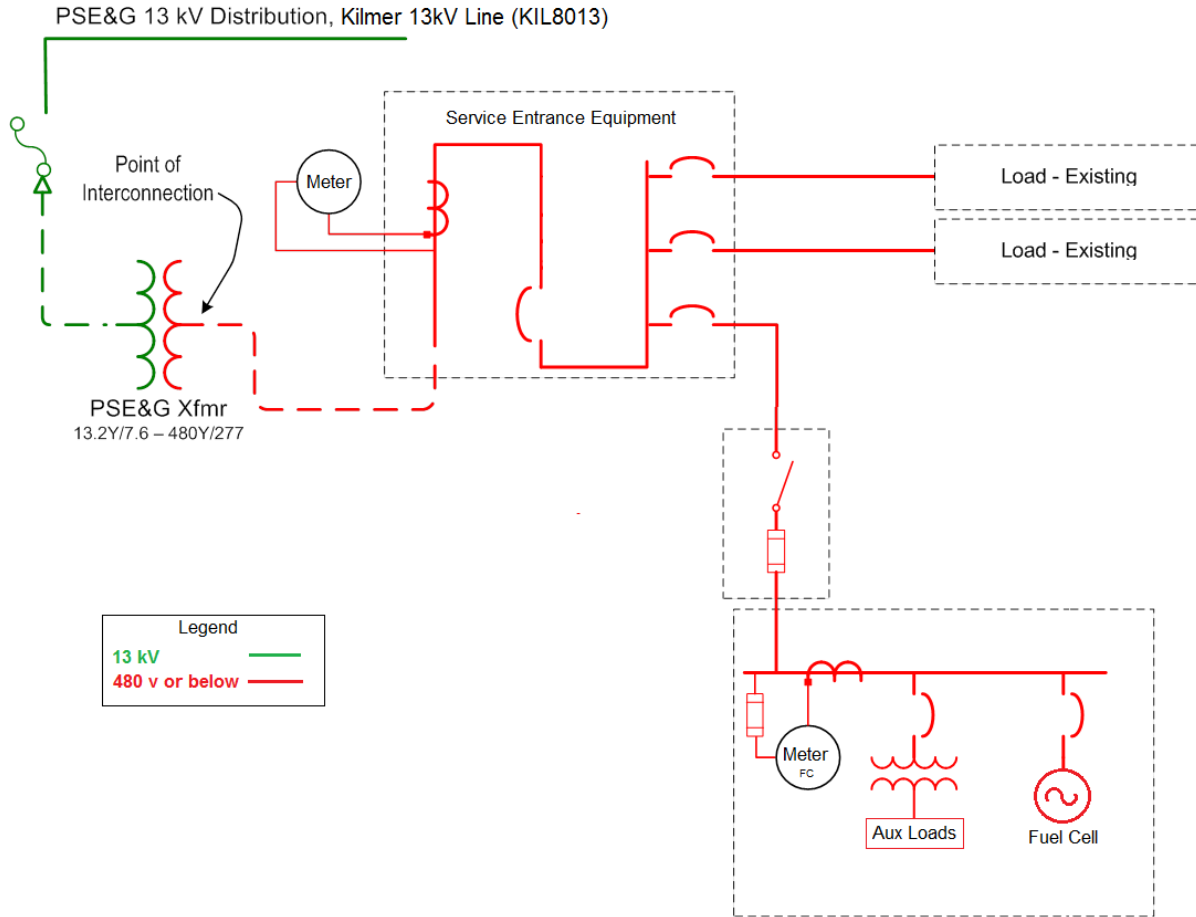 PSE&G 13 kV Distribution, Kilmer 13kV Line (KIL8013)
Service Entrance Equipment
Point of
Interconnection
Meter
Load - Existing
Load - Existing
PSE&G Xfmr
13.2Y/7.6 – 480Y/277
-
Legend
13 kV
480 v or below
Meter
FC
Aux Loads
Fuel Cell